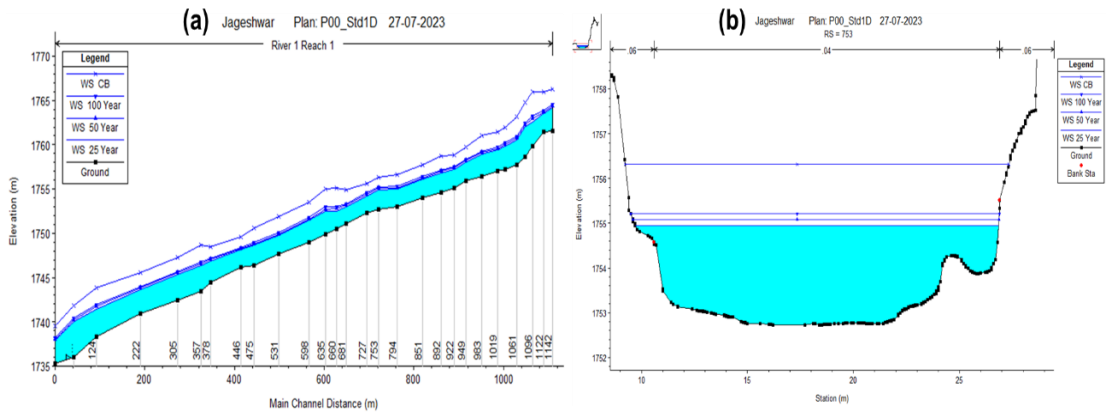 (a)
Jageshwar Plan: P00_Std1D 27-07-2023
River 1 Reach 1
Legend
WS CB
WS 100 Year
WS 50 Year
WS 25 Year
Ground
Elevation (m)
1770
1765
1760
1755
1750
1745
1740
1735
124
222
305
357
378
446
475
531
568
635
660
681
727
753
794
851
892
922
949
983
1019
1061
1096
1122
1142
0
200
400
600
800
1000
Main Channel Distance (m)
(b)
Jageshwar Plan: P00_Std1D 27-07-2023
RS = 753
.06
.04
.06
Legend
WS CB
WS 100 Year
WS 50 Year
WS 25 Year
Ground
Bank Sta
Elevation (m)
1758
1757
1756
1755
1754
1753
1752
10
15
20
25
Station (m)